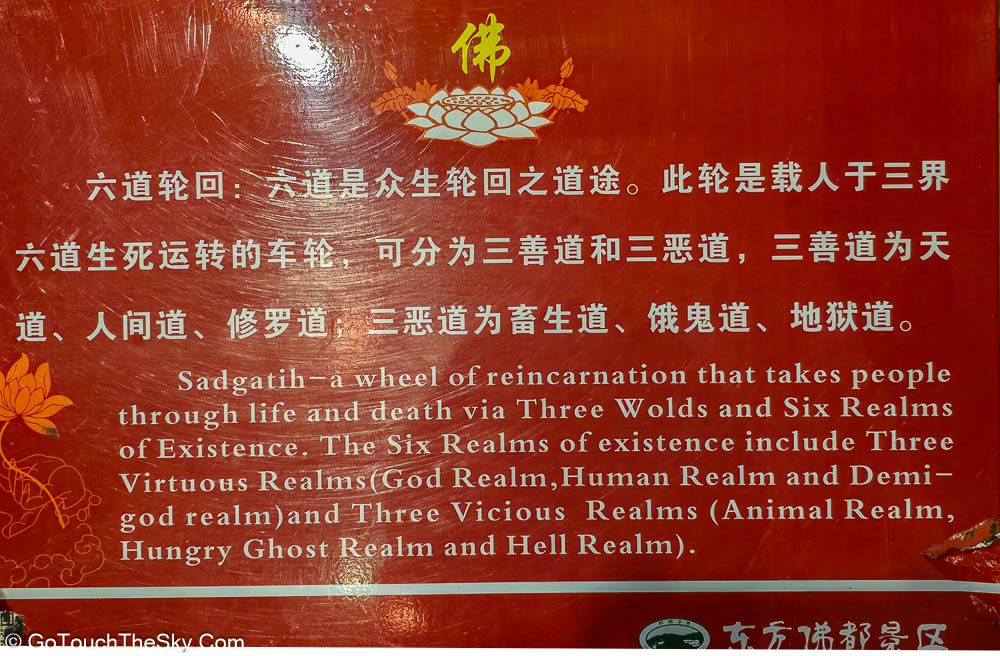 佛
六道轮回：六道是众生轮回之道途。此轮是载人于三界
六道生死运转的车轮，可分为三善道和三恶道，三善道为天
道、人间道、修罗道；三恶道为畜生道、饿鬼道、地狱道。
Sadgatih-a wheel of reincarnation that takes people
through life and death via Three Wolds and Six Realms
of Existence. The Six Realms of existence include Three
Virtuous Realms(God Realm,Human Realm and Demi-
god realm)and Three Vicious Realms (Animal Realm,
Hungry Ghost Realm and Hell Realm).
东方佛都景区
© GoTouchTheSky.Com